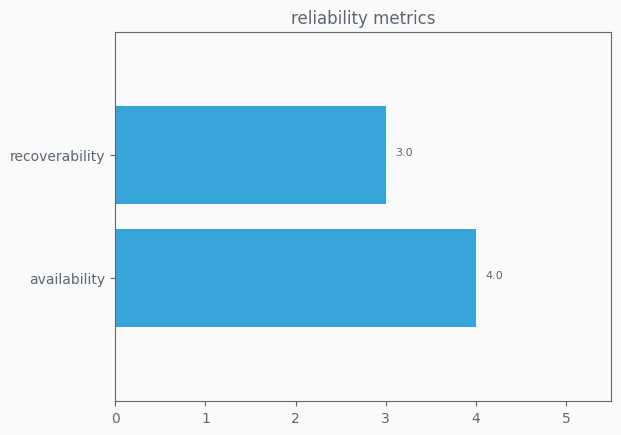 reliability metrics
recoverability
3.0
availability
4.0
0 1 2 3 4 5